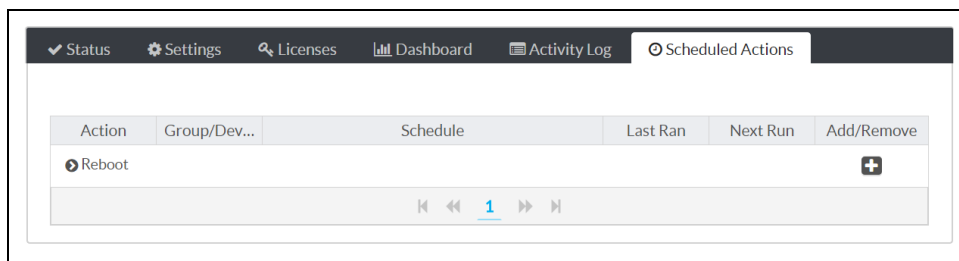 Status Settings Licenses Dashboard Activity Log Scheduled Actions
Action Group/Dev... Schedule Last Ran Next Run Add/Remove
Reboot
1